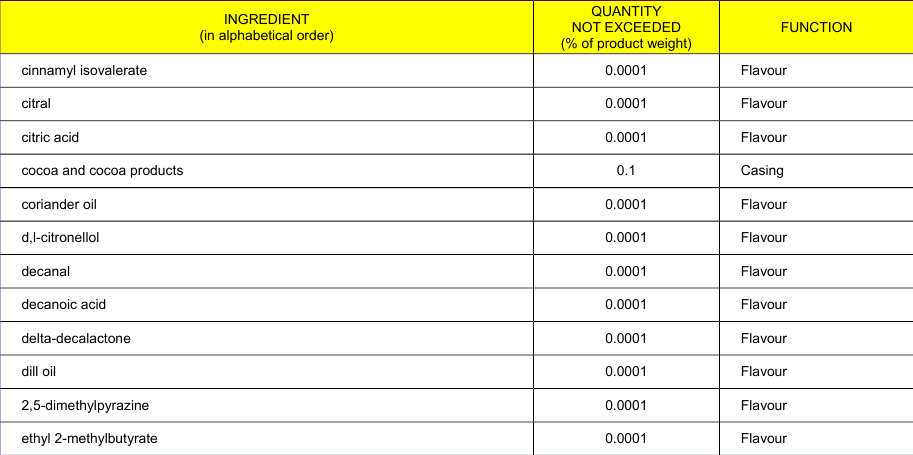 INGREDIENT
(in alphabetical order)
QUANTITY
NOT EXCEEDED
(% of product weight)
FUNCTION
cinnamyl isovalerate 0.0001 Flavour
citral 0.0001 Flavour
citric acid 0.0001 Flavour
cocoa and cocoa products 0.1 Casing
coriander oil 0.0001 Flavour
d,l-citronellol 0.0001 Flavour
decanal 0.0001 Flavour
decanoic acid 0.0001 Flavour
delta-decalactone 0.0001 Flavour
dill oil 0.0001 Flavour
2,5-dimethylpyrazine 0.0001 Flavour
ethyl 2-methylbutyrate 0.0001 Flavour